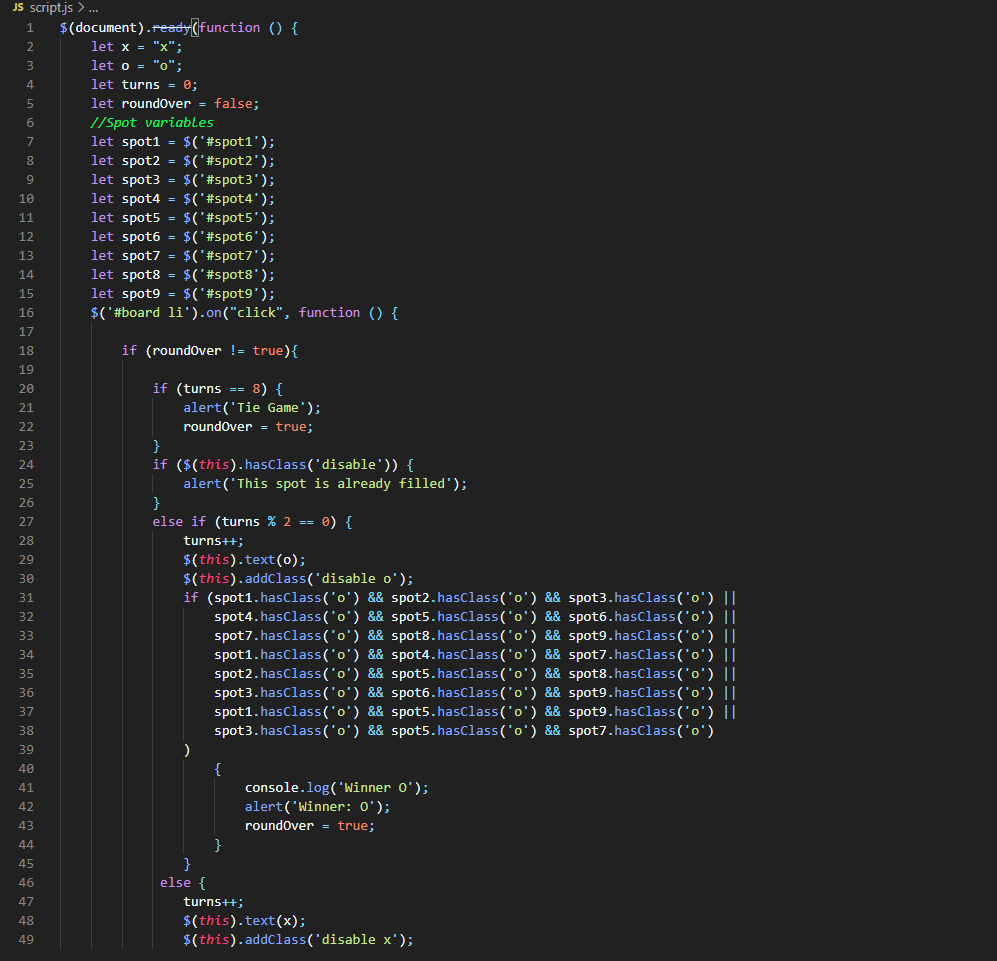 JS script.js > ...
1 $(document).ready(function () {
2 let x = "x";
3 let o = "o";
4 let turns = 0;
5 let roundOver = false;
6 //Spot variables
7 let spot1 = $('#spot1');
8 let spot2 = $('#spot2');
9 let spot3 = $('#spot3');
10 let spot4 = $('#spot4');
11 let spot5 = $('#spot5');
12 let spot6 = $('#spot6');
13 let spot7 = $('#spot7');
14 let spot8 = $('#spot8');
15 let spot9 = $('#spot9');
16 $('#board li').on("click", function () {
17
18 if (roundOver != true){
19
20 if (turns == 8) {
21 alert('Tie Game');
22 roundOver = true;
23 }
24 if ($(this).hasClass('disable')) {
25 alert('This spot is already filled');
26 }
27 else if (turns % 2 == 0) {
28 turns++;
29 $(this).text(o);
30 $(this).addClass('disable o');
31 if (spot1.hasClass('o') && spot2.hasClass('o') && spot3.hasClass('o') ||
32 spot4.hasClass('o') && spot5.hasClass('o') && spot6.hasClass('o') ||
33 spot7.hasClass('o') && spot8.hasClass('o') && spot9.hasClass('o') ||
34 spot1.hasClass('o') && spot4.hasClass('o') && spot7.hasClass('o') ||
35 spot2.hasClass('o') && spot5.hasClass('o') && spot8.hasClass('o') ||
36 spot3.hasClass('o') && spot6.hasClass('o') && spot9.hasClass('o') ||
37 spot1.hasClass('o') && spot5.hasClass('o') && spot9.hasClass('o') ||
38 spot3.hasClass('o') && spot5.hasClass('o') && spot7.hasClass('o')
39 )
40 {
41 console.log('Winner O');
42 alert('Winner: O');
43 roundOver = true;
44 }
45 }
46 else {
47 turns++;
48 $(this).text(x);
49 $(this).addClass('disable x');